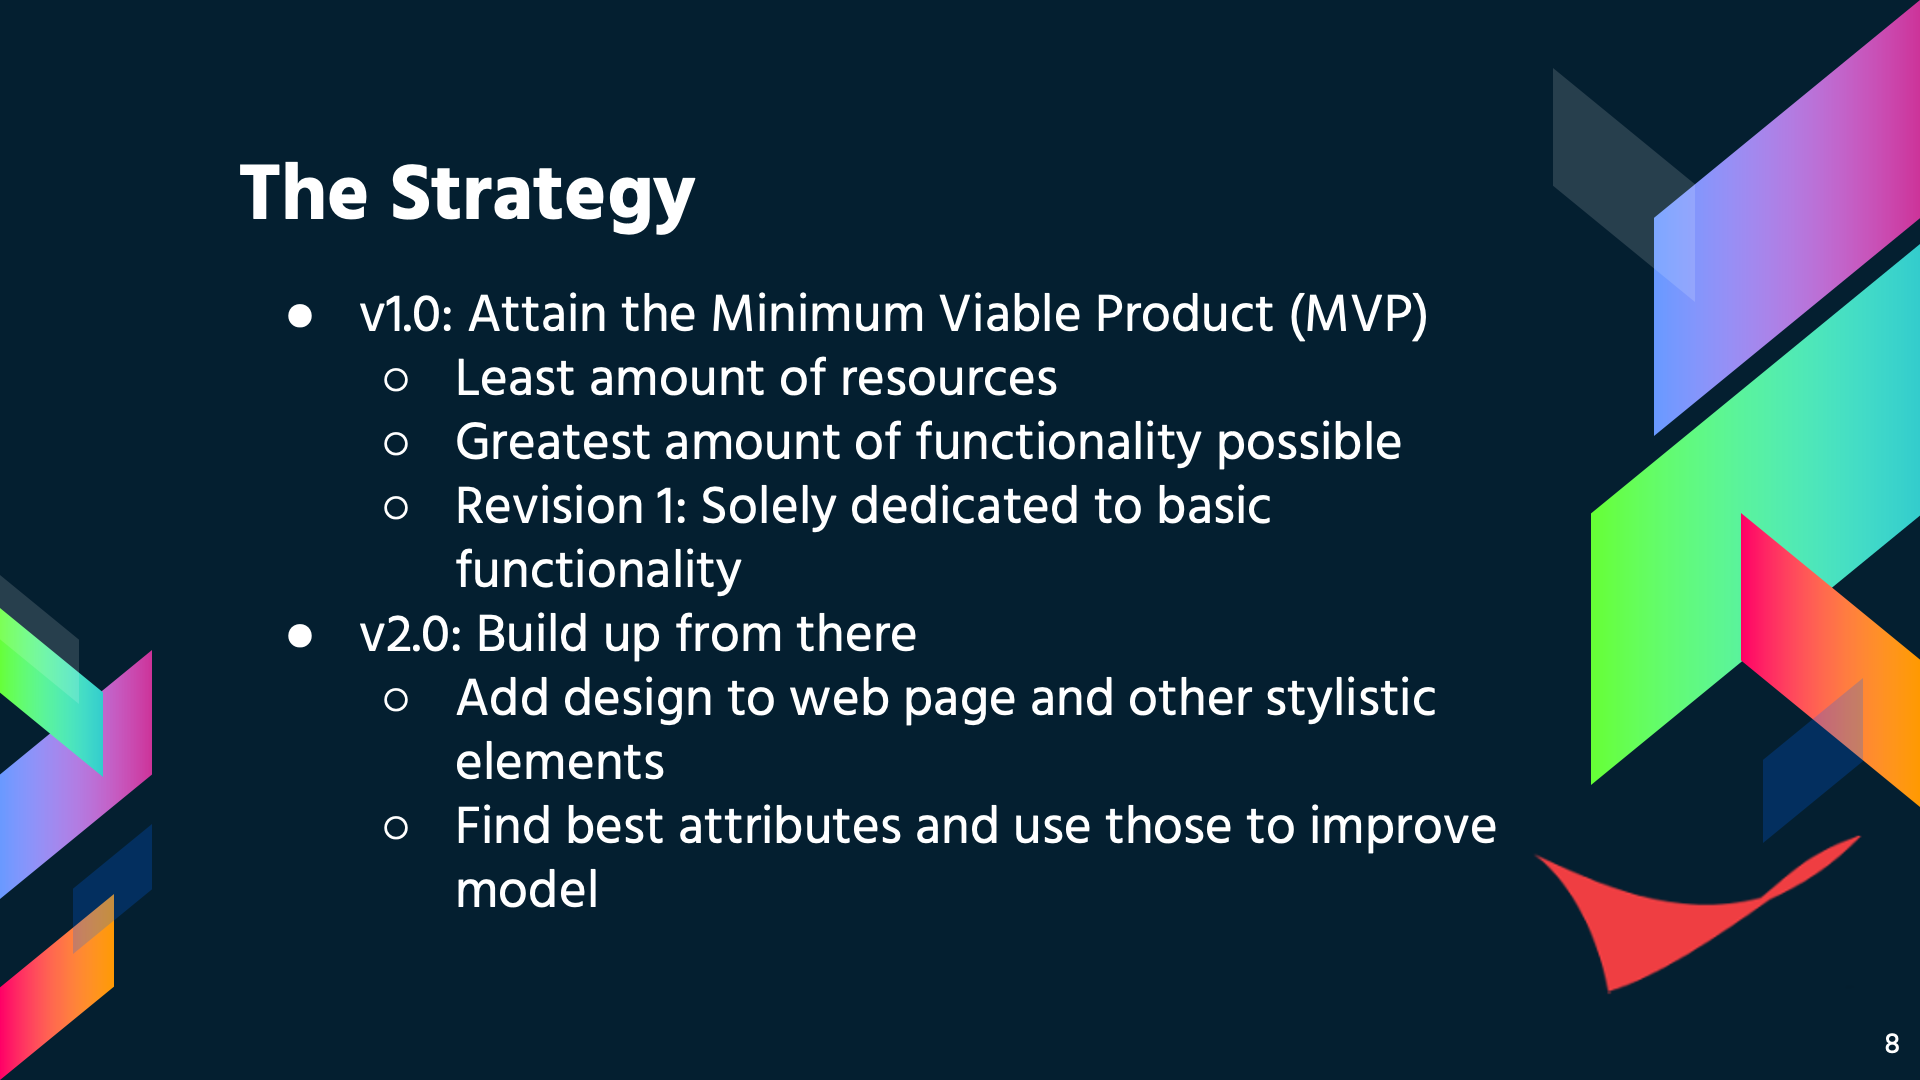 The Strategy
● v1.0: Attain the Minimum Viable Product (MVP)
○ Least amount of resources
○ Greatest amount of functionality possible
○ Revision 1: Solely dedicated to basic
functionality
● v2.0: Build up from there
○ Add design to web page and other stylistic
elements
○ Find best attributes and use those to improve
model
8